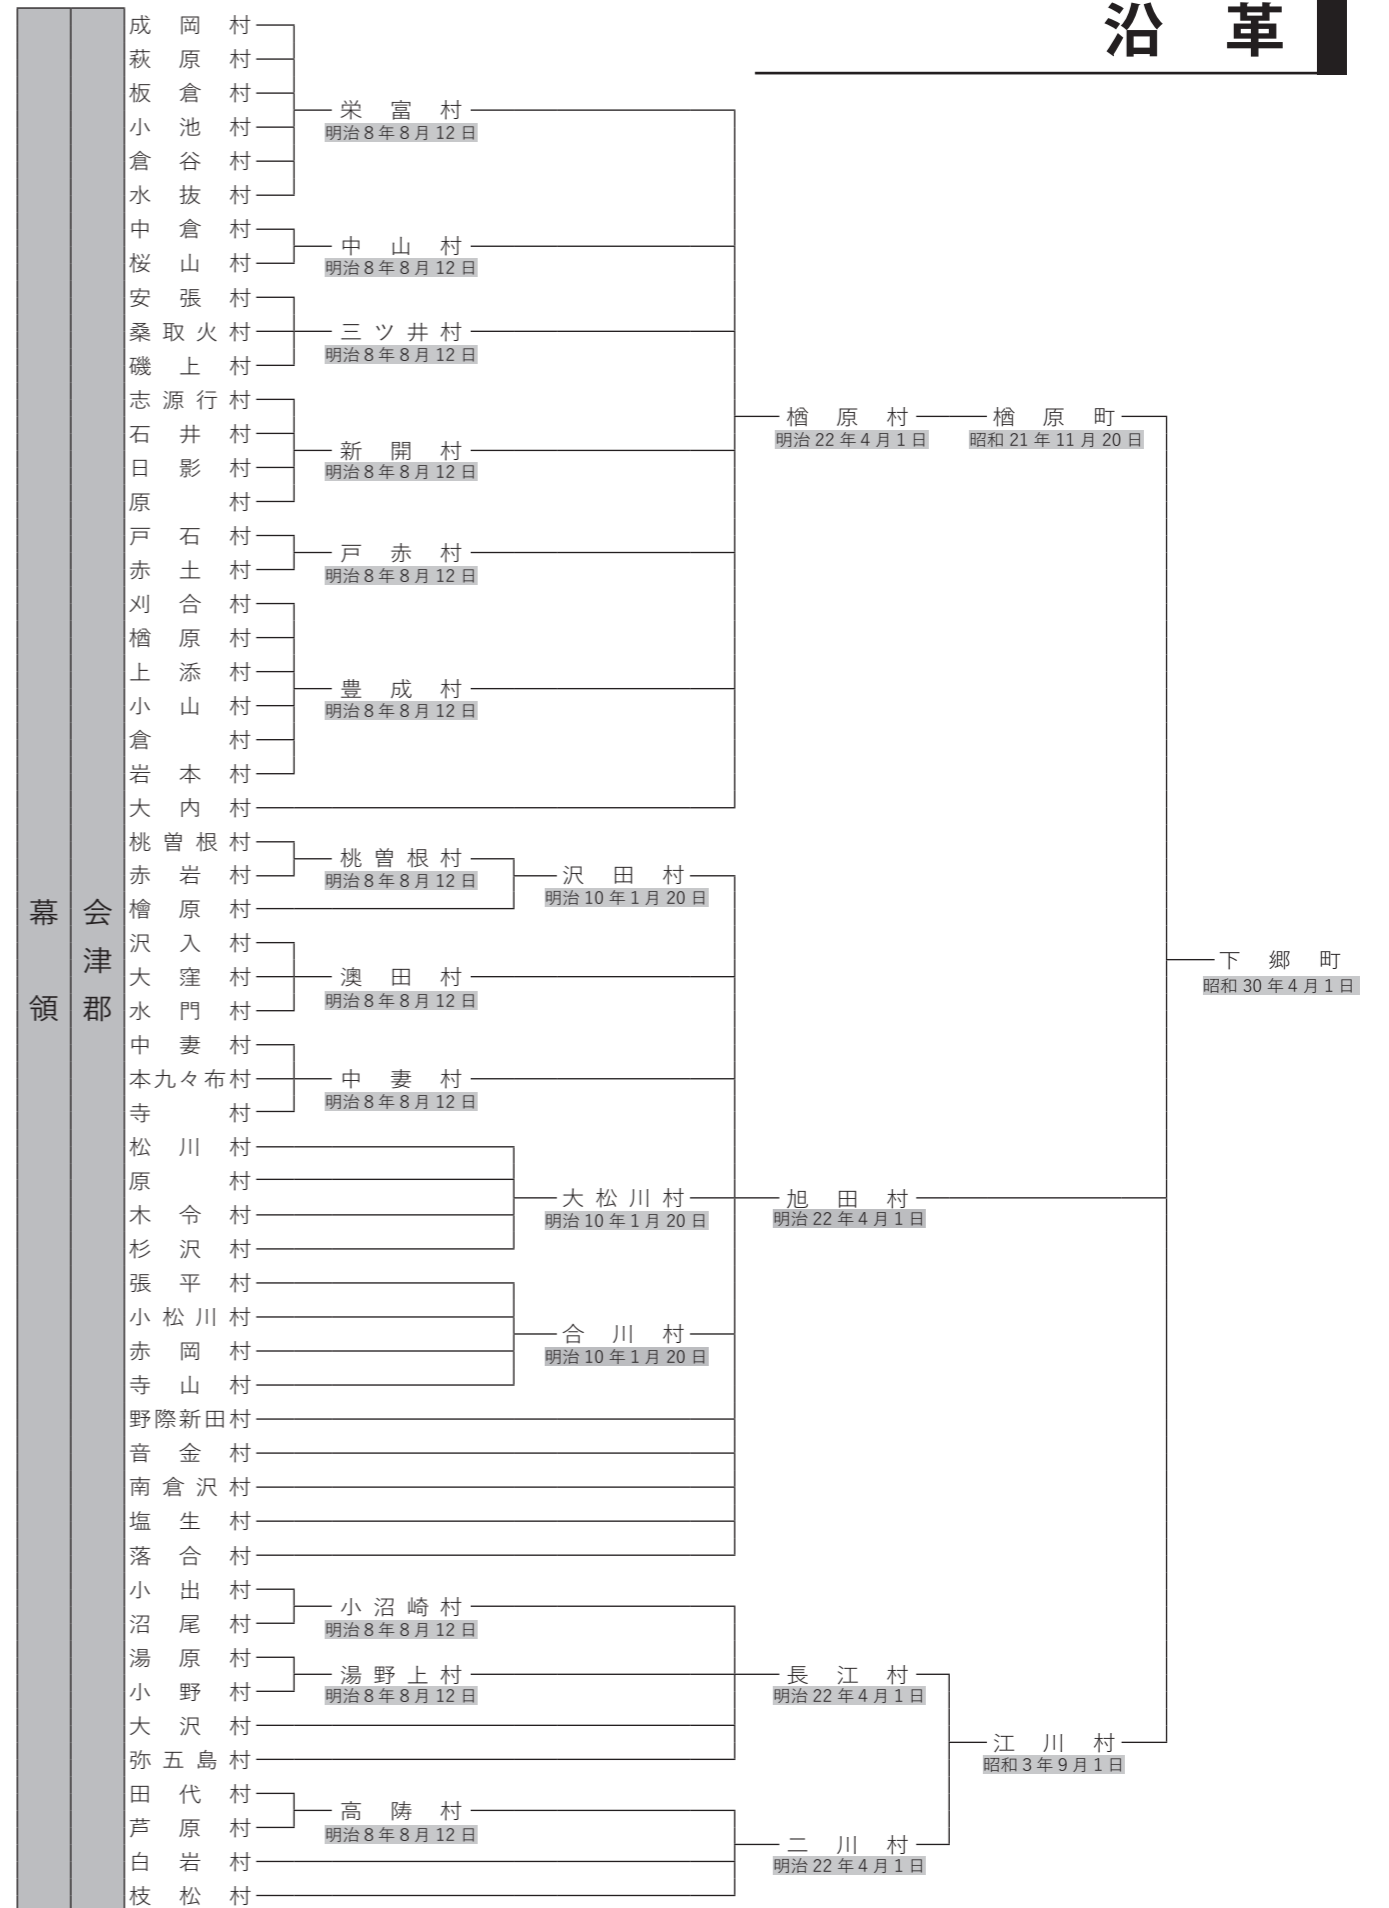 沿革
幕領
会津郡
成岡村
萩原村
板倉村
小池村
倉谷村
水抜村
中倉村
桜山村
安張村
桑取火村
磯上村
志源行村
石井村
日影村
原村
戸石村
赤土村
刈合村
楢原村
上添村
小山村
倉村
岩本村
大内村
桃曽根村
赤岩村
檜原村
沢入村
大窪村
水門村
中妻村
本九々布村
寺村
松川村
原村
木令村
杉沢村
張平村
小松川村
赤岡村
寺山村
野際新田村
音金村
南倉沢村
塩生村
落合村
小出村
沼尾村
湯原村
小野村
大沢村
弥五島村
田代村
芦原村
白岩村
枝松村
栄富村
明治8年8月12日
中山村
明治8年8月12日
三ツ井村
明治8年8月12日
新開村
明治8年8月12日
戸赤村
明治8年8月12日
豊成村
明治8年8月12日
桃曽根村
明治8年8月12日
澳田村
明治8年8月12日
中妻村
明治8年8月12日
小沼崎村
明治8年8月12日
湯野上村
明治8年8月12日
高陦村
明治8年8月12日
沢田村
明治10年1月20日
大松川村
明治10年1月20日
合川村
明治10年1月20日
楢原村
明治22年4月1日
旭田村
明治22年4月1日
長江村
明治22年4月1日
二川村
明治22年4月1日
楢原町
昭和21年11月20日
江川村
昭和3年9月1日
下郷町
昭和30年4月1日